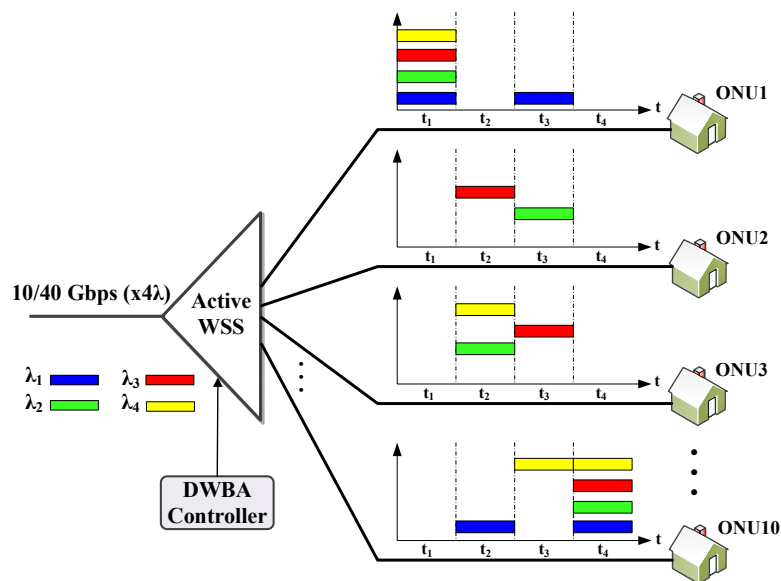 ONU1
t
t₁ t₂ t₃ t₄
ONU2
t
t₁ t₂ t₃ t₄
10/40 Gbps (x4λ)
Active
WSS
λ₁ λ₃
λ₂ λ₄
ONU3
t
t₁ t₂ t₃ t₄
DWBA
Controller
ONU10
t
t₁ t₂ t₃ t₄